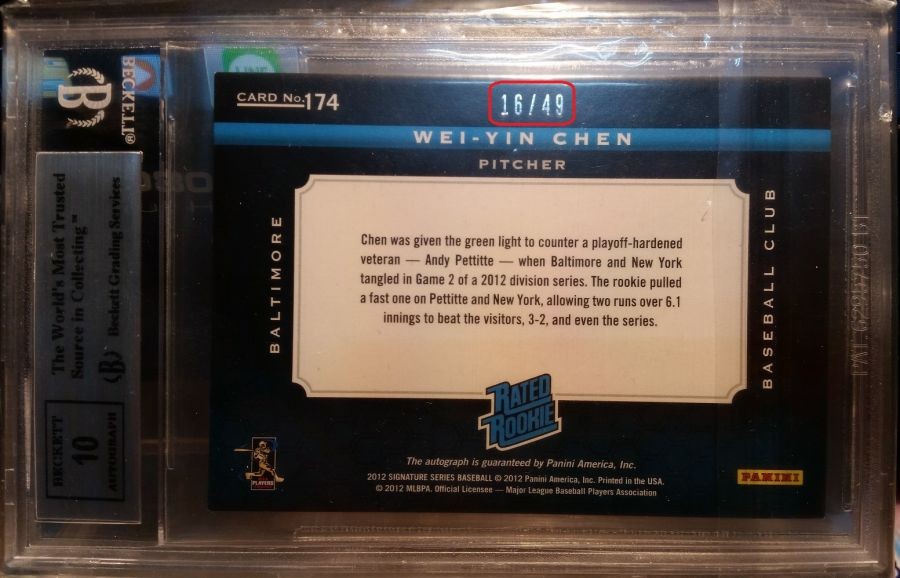 BECKETT®
B
The World's Most Trusted
Source in Collecting™
B Beckett Grading Services
BECKETT
10
AUTOGRAPH
LINE
CARD No. 174
16/49
WEI-YIN CHEN
PITCHER
BALTIMORE
Chen was given the green light to counter a playoff-hardened
veteran — Andy Pettitte — when Baltimore and New York
tangled in Game 2 of a 2012 division series. The rookie pulled
a fast one on Pettitte and New York, allowing two runs over 6.1
innings to beat the visitors, 3-2, and even the series.
BASEBALL CLUB
RATED
ROOKIE
The autograph is guaranteed by Panini America, Inc.
2012 SIGNATURE SERIES BASEBALL © 2012 Panini America, Inc. Printed in the USA.
© 2012 MLBPA. Official Licensee — Major League Baseball Players Association
PLAYERS
PANINI